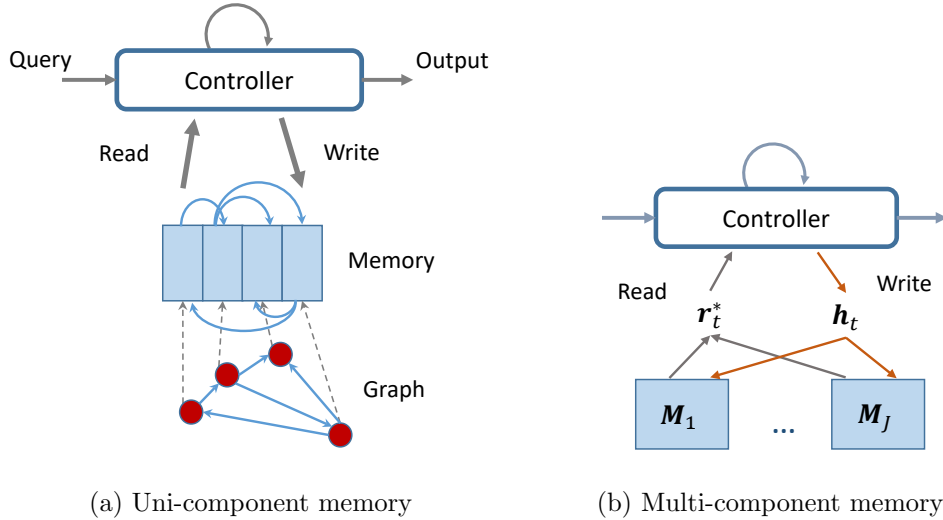 Query
Controller
Output
Read
Write
Memory
Graph
(a) Uni-component memory
Controller
Read
Write
r*t
ht
M1
...
MJ
(b) Multi-component memory